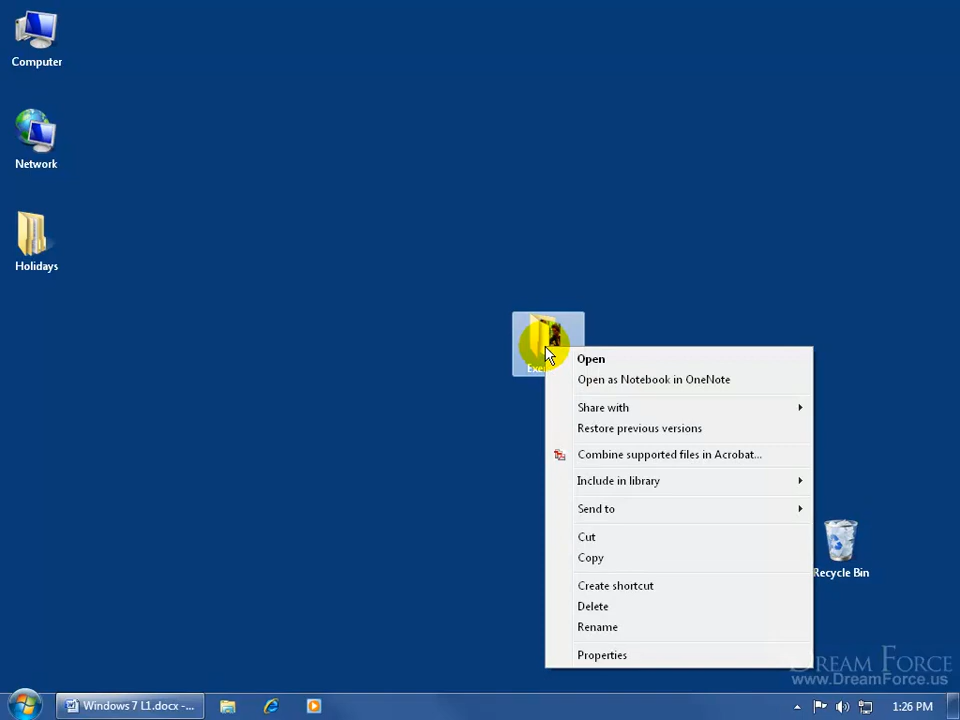 Computer
Network
Holidays
Open
Open as Notebook in OneNote
Share with
Restore previous versions
Combine supported files in Acrobat...
Include in library
Send to
Cut
Copy
Create shortcut
Delete
Rename
Properties
Recycle Bin
DREAM FORCE
www.DreamForce.us
Windows 7 L1.docx -...
1:26 PM